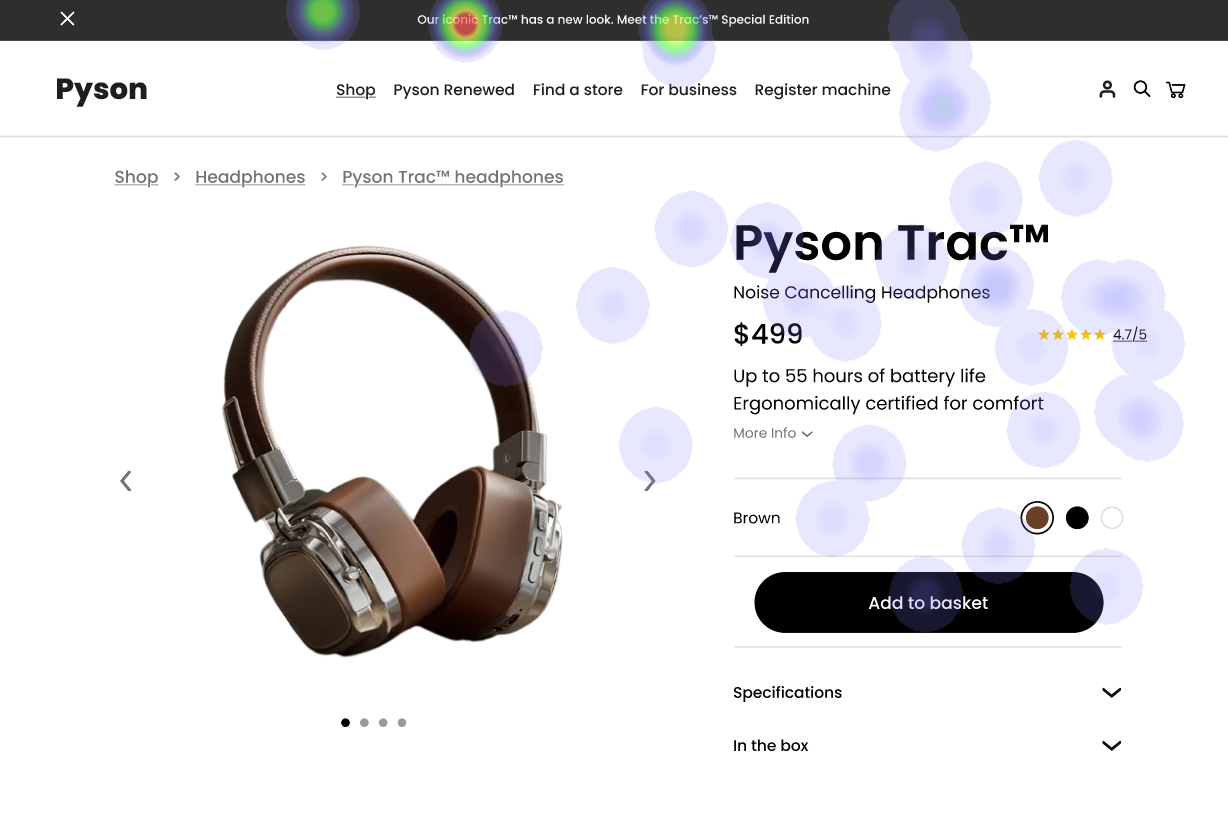 Our iconic Trac™ has a new look. Meet the Trac's™ Special Edition
Pyson
Shop Pyson Renewed Find a store For business Register machine
Shop > Headphones > Pyson Trac™ headphones
Pyson Trac™
Noise Cancelling Headphones
$499
4.7/5
Up to 55 hours of battery life
Ergonomically certified for comfort
More Info
Brown
Add to basket
Specifications
In the box